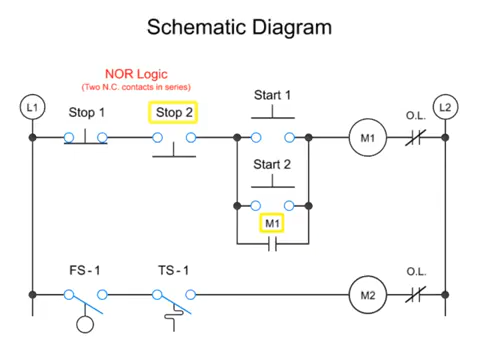 Schematic Diagram
NOR Logic
(Two N.C. contacts in series)
L1
Stop 1
Stop 2
Start 1
L2
O.L.
M1
Start 2
M1
FS - 1
TS - 1
O.L.
M2